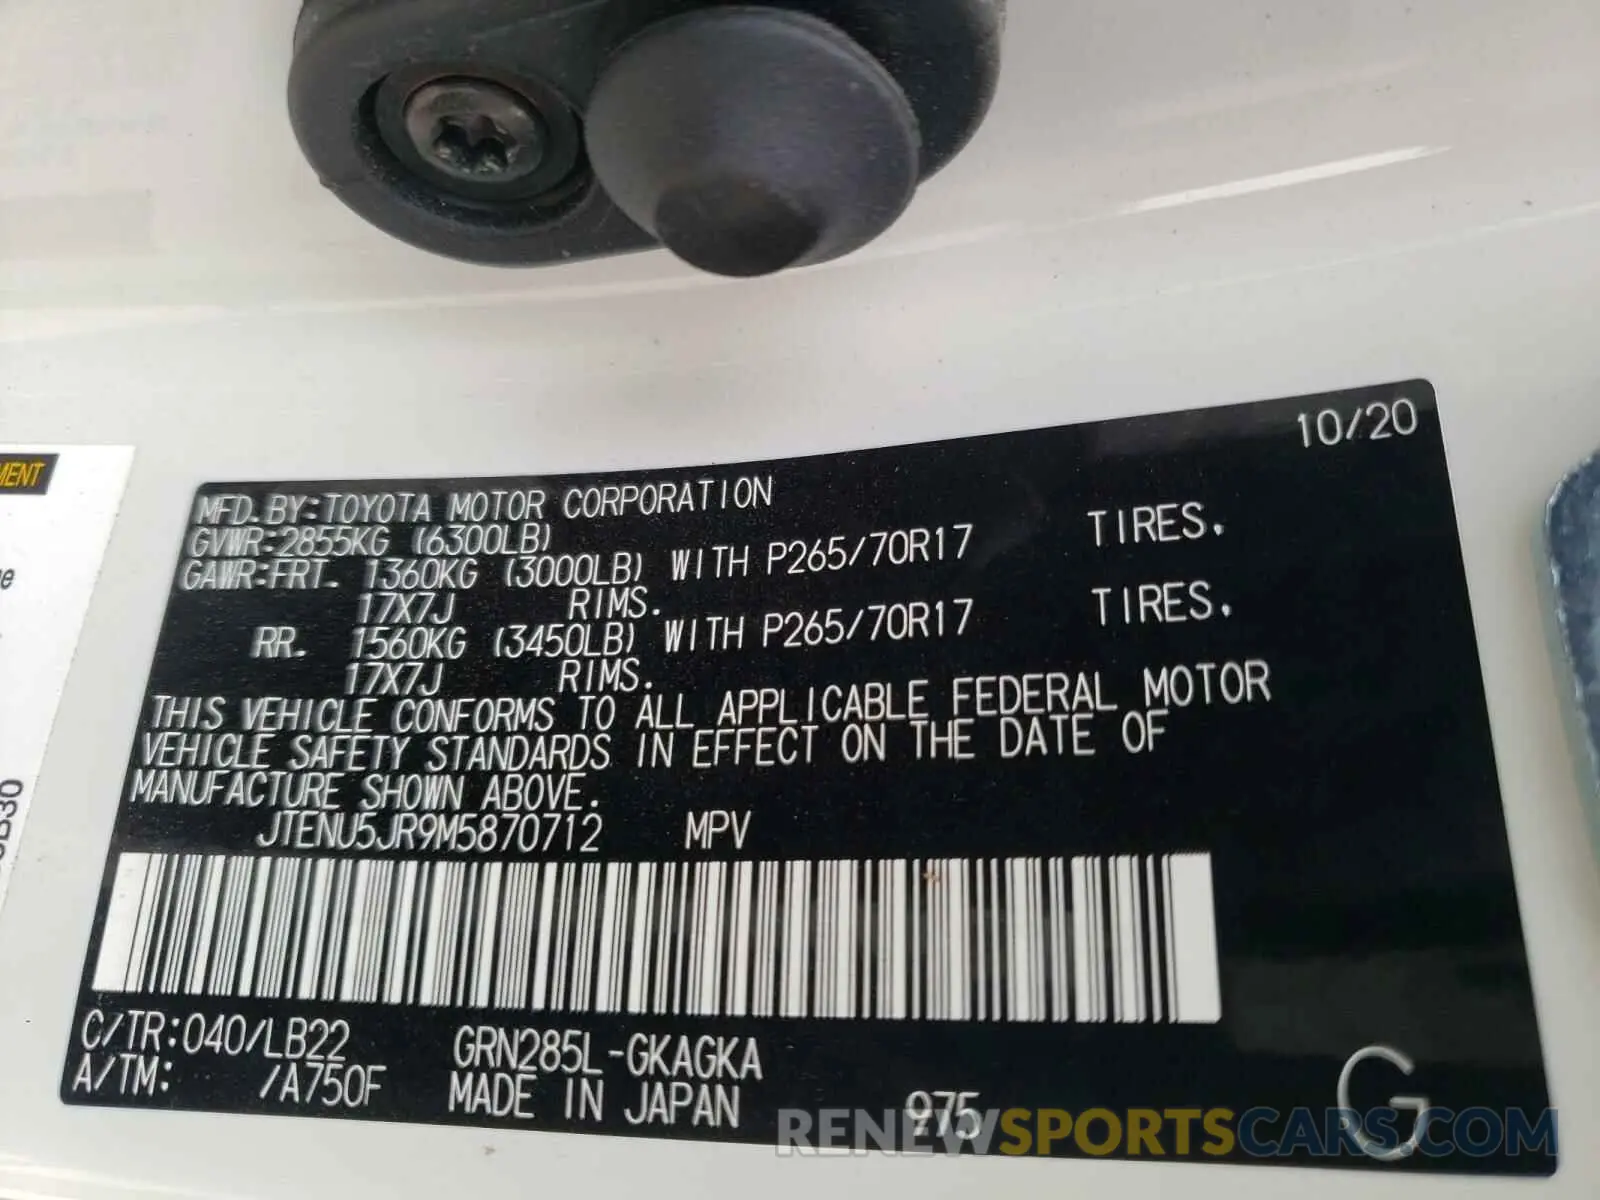 MENT
10/20
MFD. BY:TOYOTA MOTOR CORPORATION
GVWR:2855KG (6300LB)
GAWR:FRT. 1360KG (3000LB) WITH P265/70R17 TIRES.
17X7J RIMS.
RR. 1560KG (3450LB) WITH P265/70R17 TIRES.
17X7J RIMS.
THIS VEHICLE CONFORMS TO ALL APPLICABLE FEDERAL MOTOR
VEHICLE SAFETY STANDARDS IN EFFECT ON THE DATE OF
MANUFACTURE SHOWN ABOVE.
JTENU5JR9M5870712 MPV
C/TR:040/LB22 GRN285L-GKAGKA
A/TM: /A750F MADE IN JAPAN 975
G
RENEWSPORTSCARS.COM